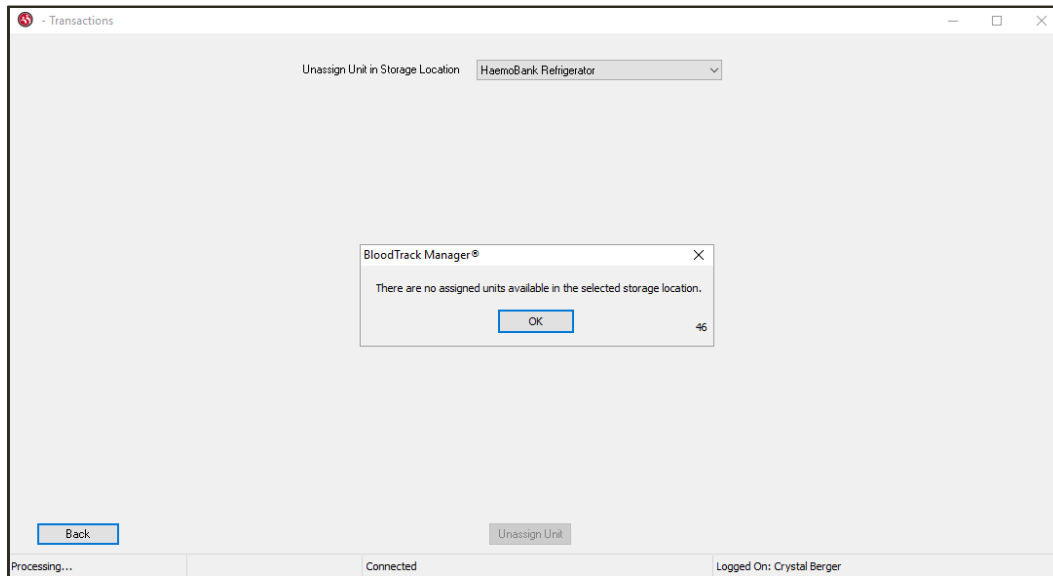 - Transactions
Unassign Unit in Storage Location HaemoBank Refrigerator
BloodTrack Manager®
There are no assigned units available in the selected storage location.
OK
46
Back Unassign Unit
Processing... Connected Logged On: Crystal Berger